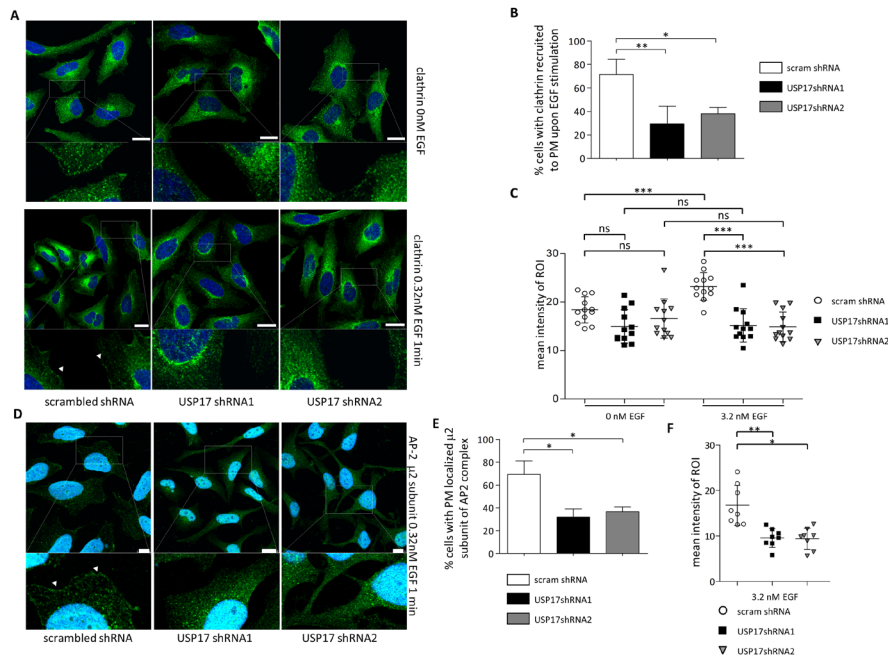 A
clathrin 0nM EGF
clathrin 0.32nM EGF 1min
scrambled shRNA
USP17 shRNA1
USP17 shRNA2
B
% cells with clathrin recruited
to PM upon EGF stimulation
100
80
60
40
20
0
**
*
scram shRNA
USP17shRNA1
USP17shRNA2
C
mean intensity of ROI
30
20
10
0
***
ns
ns
ns
***
ns
***
0 nM EGF
3.2 nM EGF
scram shRNA
USP17shRNA1
USP17shRNA2
D
AP-2 μ2 subunit 0.32nM EGF 1 min
scrambled shRNA
USP17 shRNA1
USP17 shRNA2
E
% cells with PM localized μ2
subunit of AP2 complex
100
80
60
40
20
0
*
*
scram shRNA
USP17shRNA1
USP17shRNA2
F
mean intensity of ROI
30
20
10
0
**
*
3.2 nM EGF
scram shRNA
USP17shRNA1
USP17shRNA2